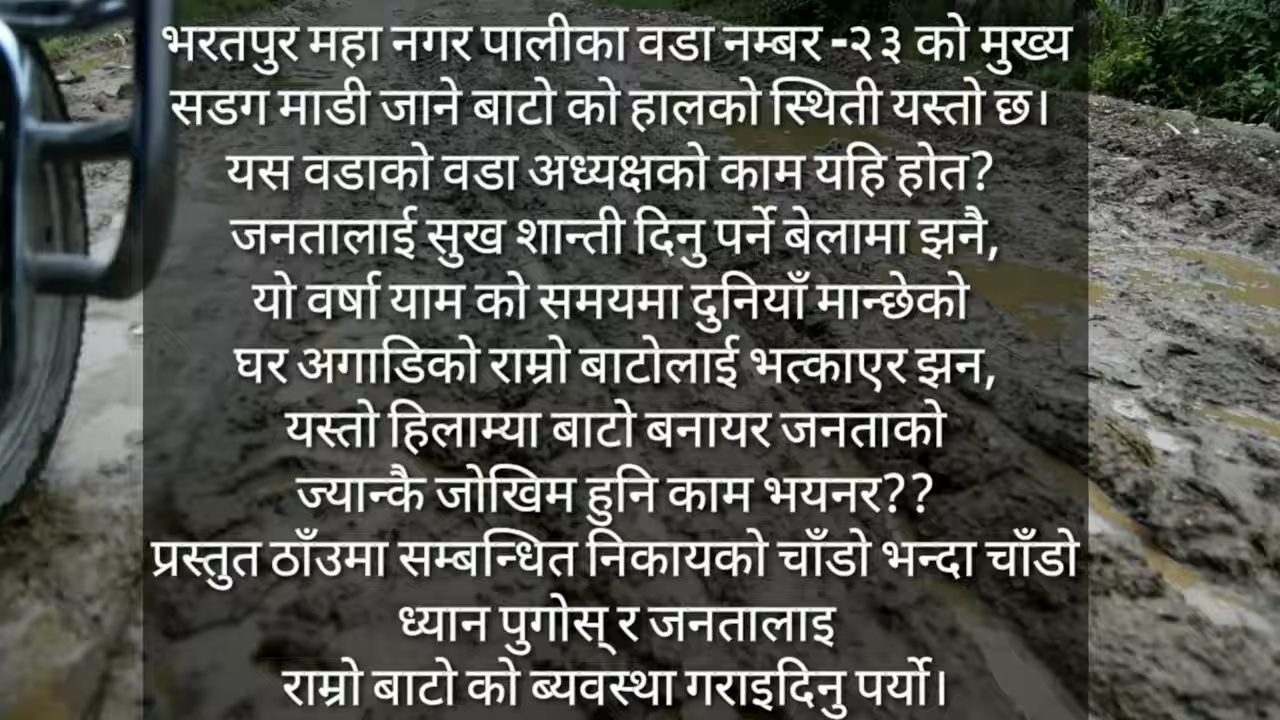 भरतपुर महा नगर पालीका वडा नम्बर -२३ को मुख्य
सडग माडी जाने बाटो को हालको स्थिती यस्तो छ।
यस वडाको वडा अध्यक्षको काम यहि होत?
जनतालाई सुख शान्ती दिनु पर्ने बेलामा झनै,
यो वर्षा याम को समयमा दुनियाँ मान्छेको
घर अगाडिको राम्रो बाटोलाई भत्काएर झन,
यस्तो हिलाम्या बाटो बनायर जनताको
ज्यान्कै जोखिम हुनि काम भयनर??
प्रस्तुत ठाँउमा सम्बन्धित निकायको चाँडो भन्दा चाँडो
ध्यान पुगोस् र जनतालाइ
राम्रो बाटो को ब्यवस्था गराइदिनु पर्यो।